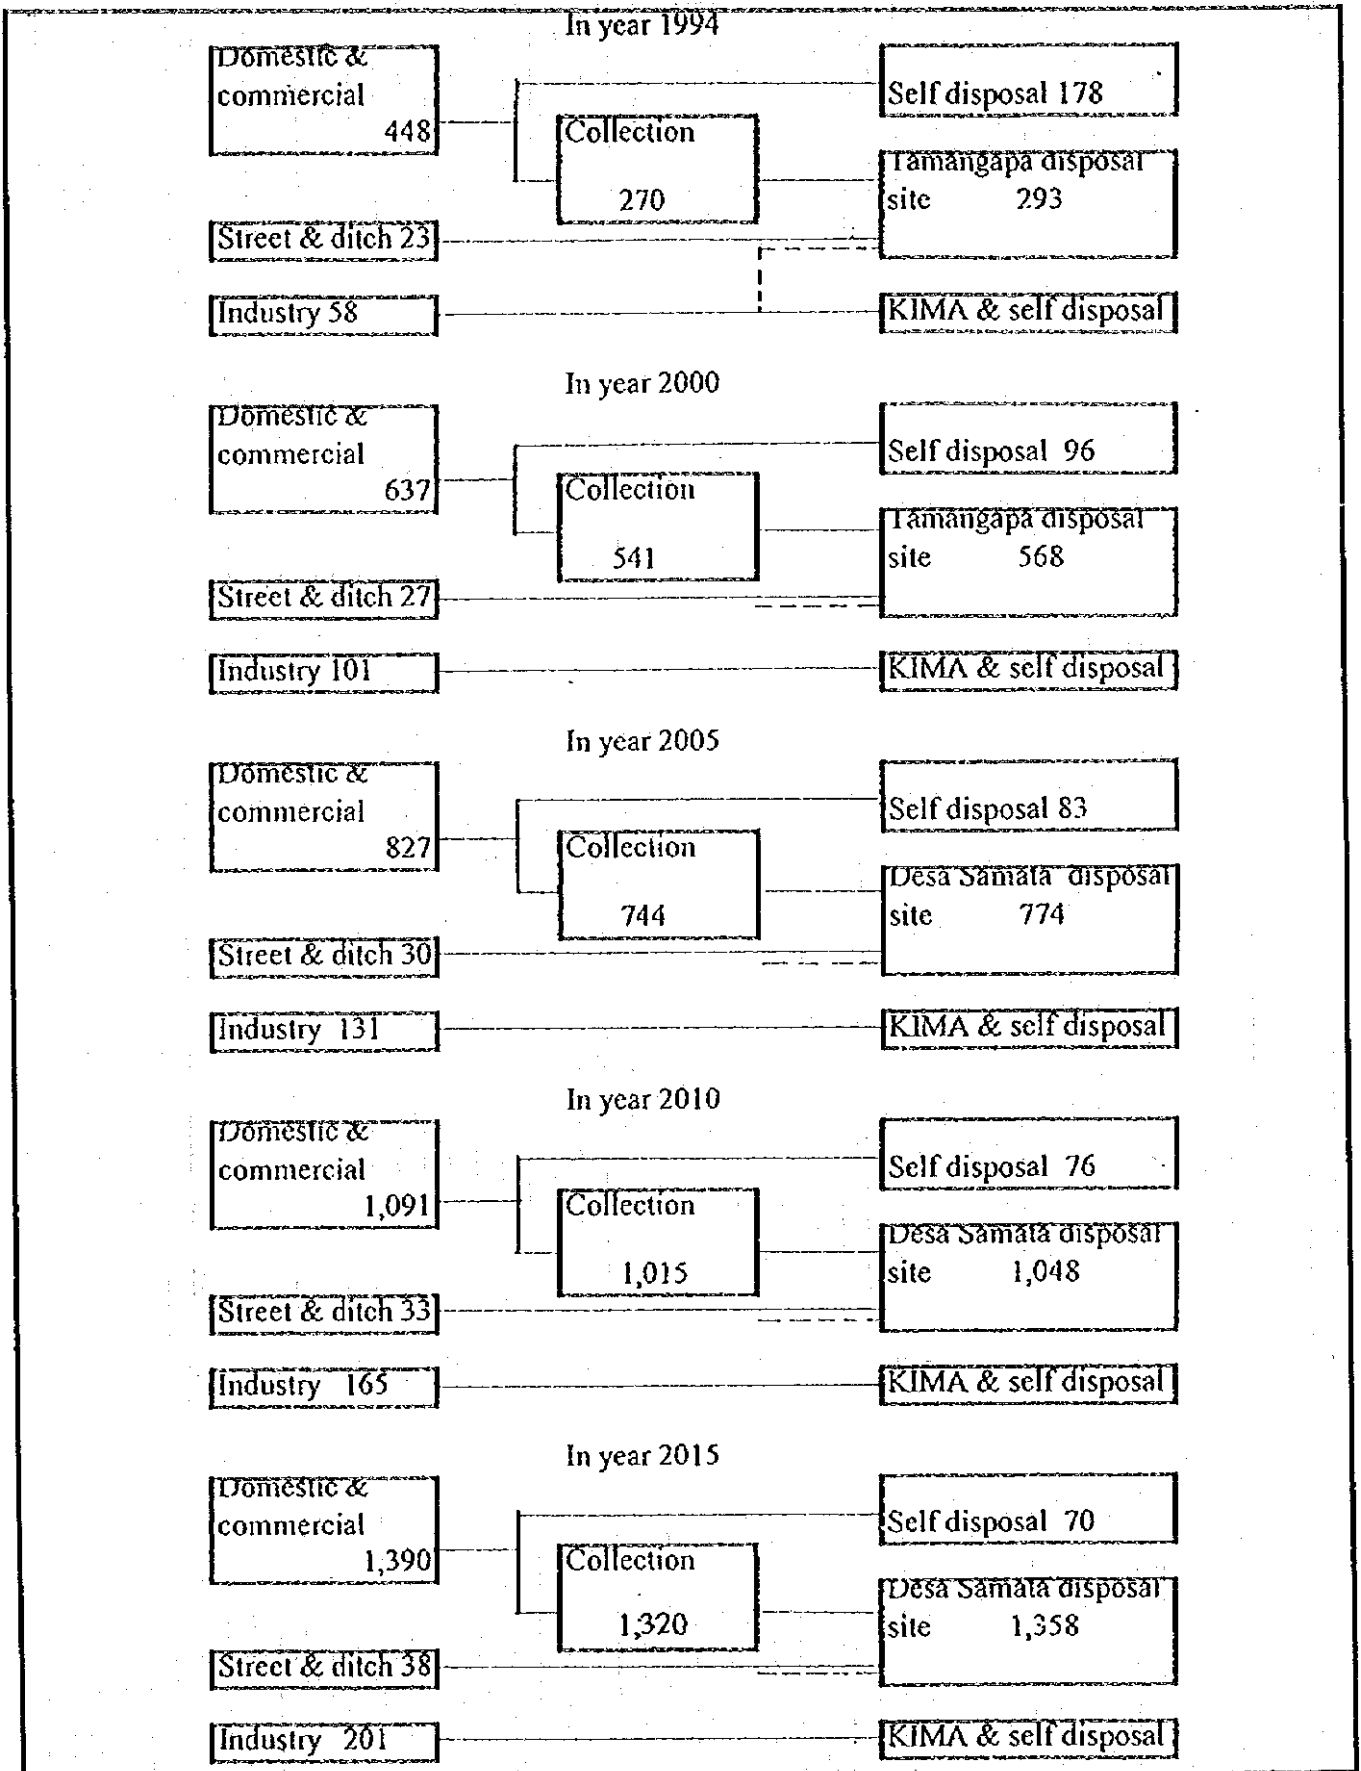 In year 1994
Domestic &
commercial
448
Self disposal 178
Collection
270
Tamangapa disposal
site 293
Street & ditch 23
Industry 58
KIMA & self disposal
In year 2000
Domestic &
commercial
637
Self disposal 96
Collection
541
Tamangapa disposal
site 568
Street & ditch 27
Industry 101
KIMA & self disposal
In year 2005
Domestic &
commercial
827
Self disposal 83
Collection
744
Desa Samata disposal
site 774
Street & ditch 30
Industry 131
KIMA & self disposal
In year 2010
Domestic &
commercial
1,091
Self disposal 76
Collection
1,015
Desa Samata disposal
site 1,048
Street & ditch 33
Industry 165
KIMA & self disposal
In year 2015
Domestic &
commercial
1,390
Self disposal 70
Collection
1,320
Desa Samata disposal
site 1,358
Street & ditch 38
Industry 201
KIMA & self disposal